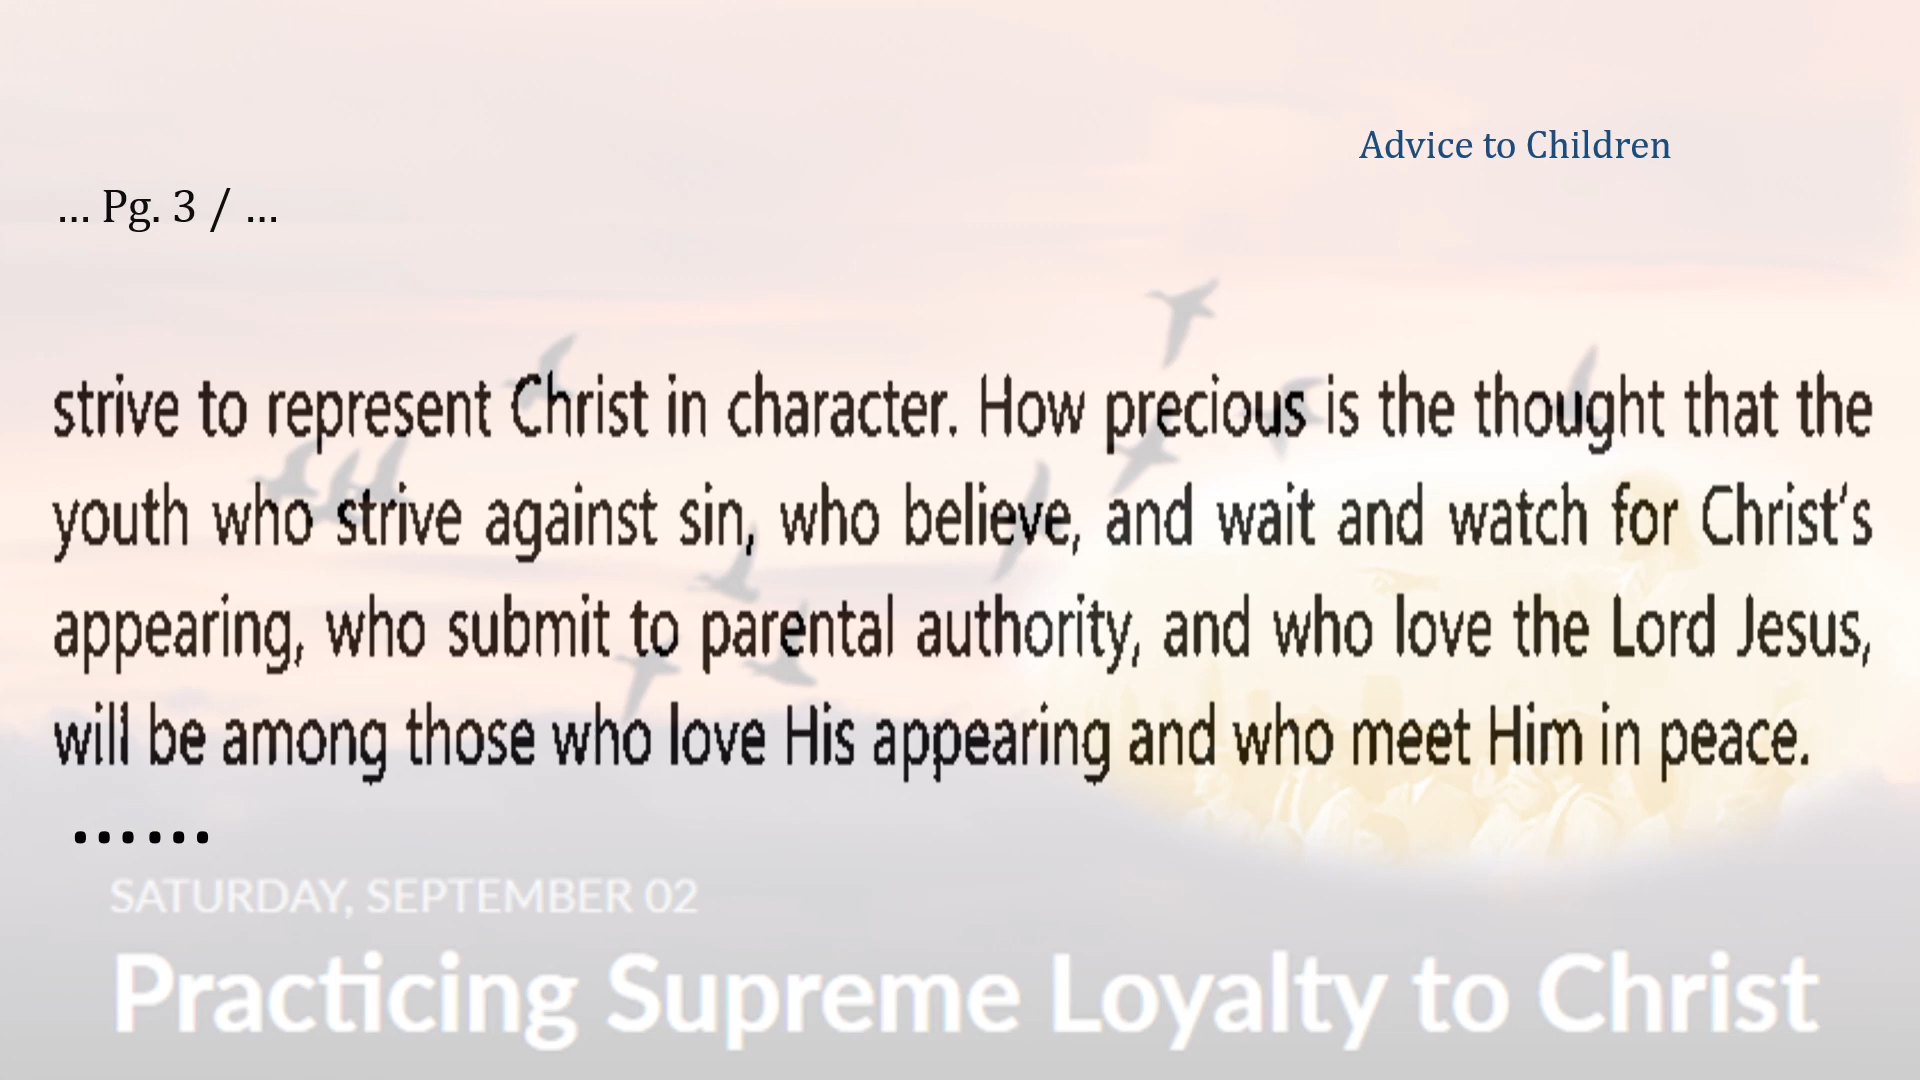 Advice to Children
... Pg. 3 / ...
strive to represent Christ in character. How precious is the thought that the
youth who strive against sin, who believe, and wait and watch for Christ's
appearing, who submit to parental authority, and who love the Lord Jesus,
will be among those who love His appearing and who meet Him in peace.
......
SATURDAY, SEPTEMBER 02
Practicing Supreme Loyalty to Christ